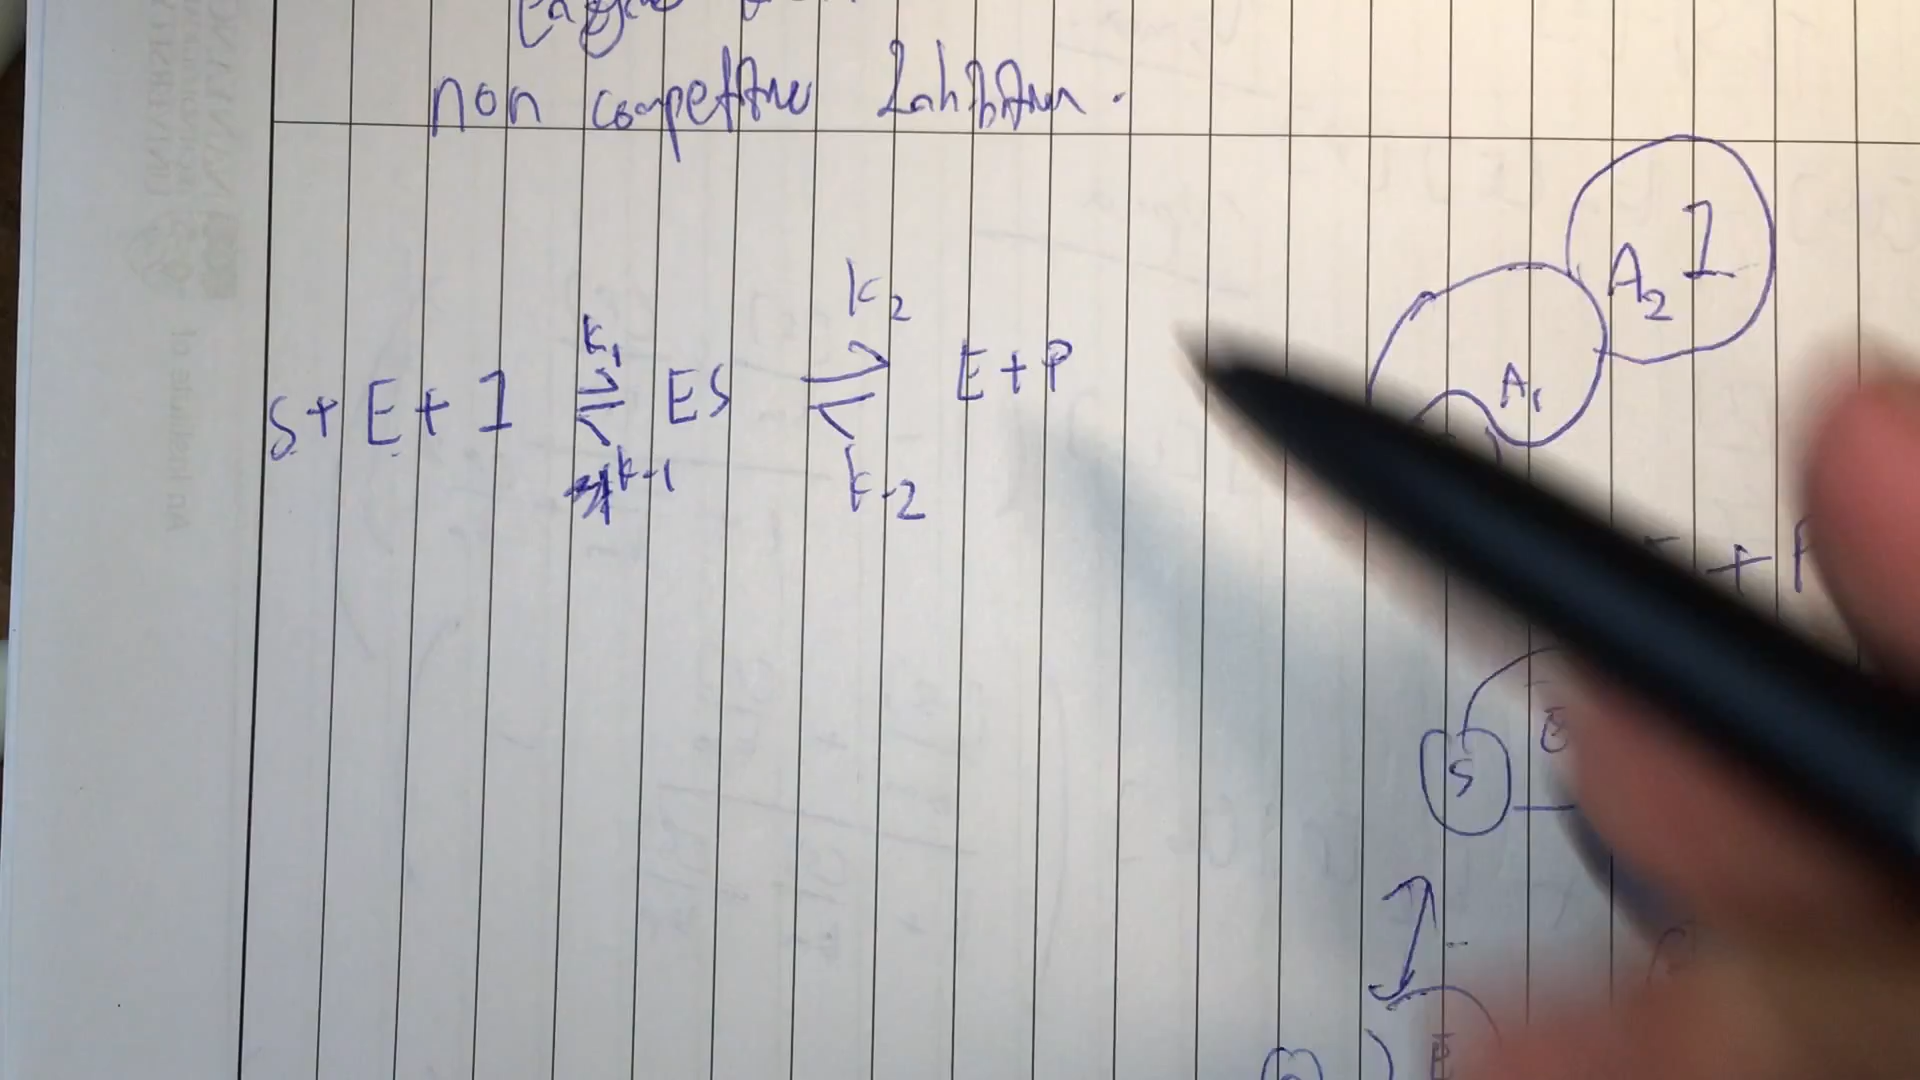 non competitive Inhibition.
S + E + I ⇌ ES ⇌ E + P
k1 k-1 k2 k-2
A2 I
A1
+ P
E
S
E